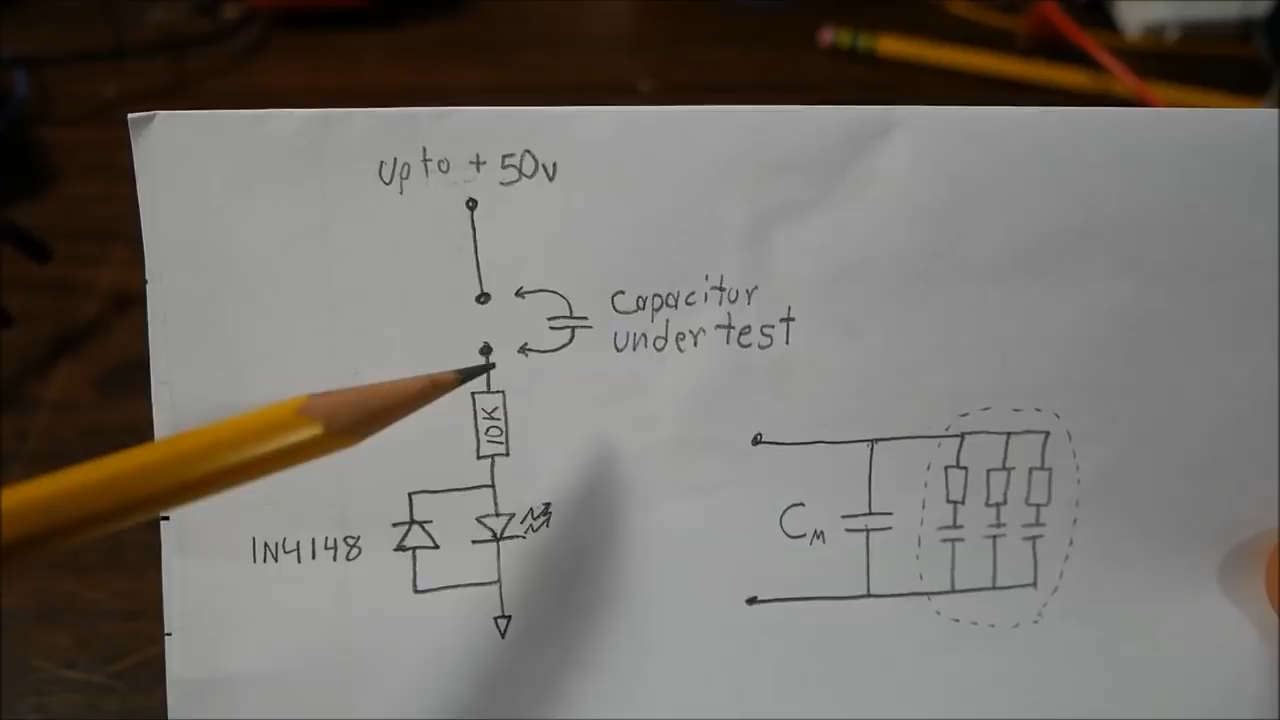 up to + 50v
Capacitor
under test
10K
1N4148
CM